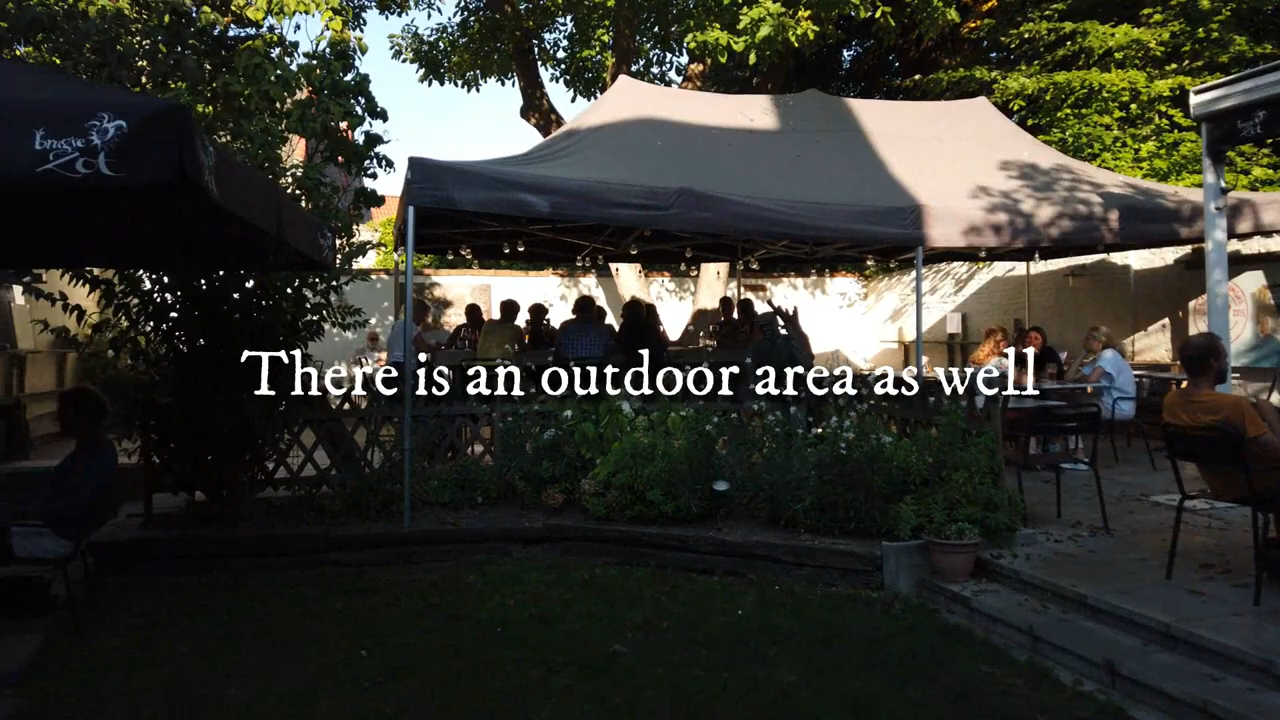 brugse
Zot
There is an outdoor area as well